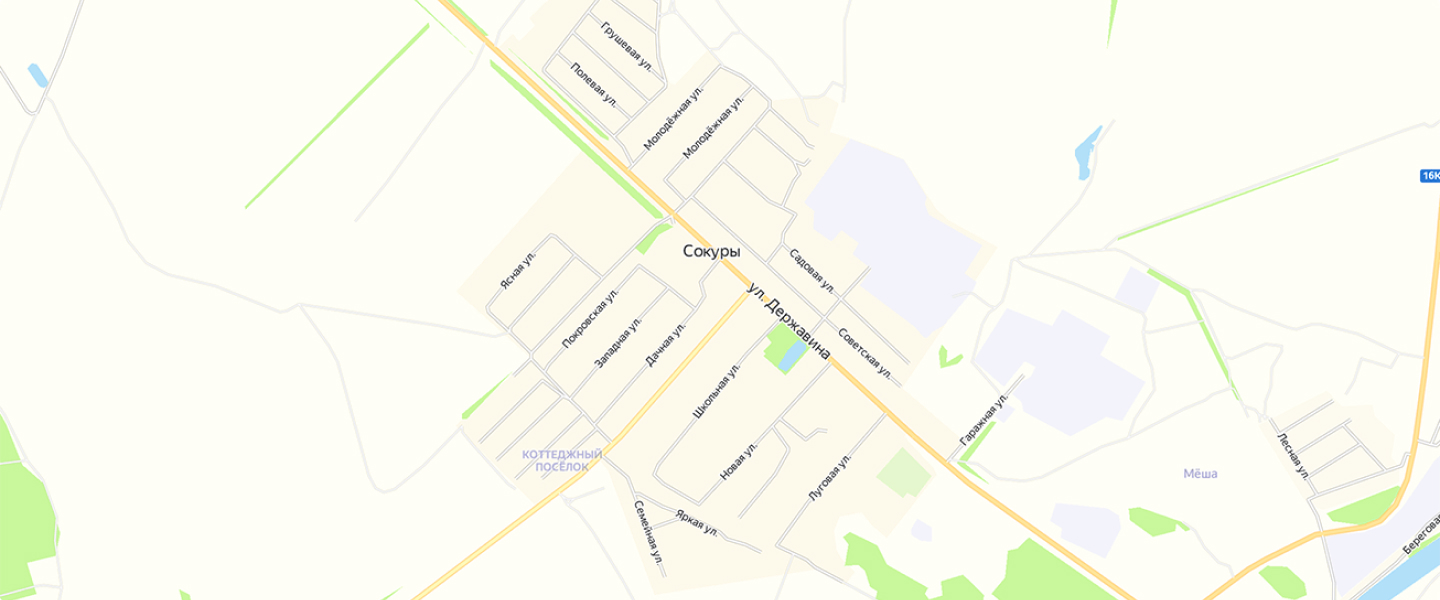 Грушевая ул.
Полевая ул.
Молодёжная ул.
Молодёжная ул.
16К
Сокуры
Ясная ул.
Садовая ул.
ул. Державина
Покровская ул.
Западная ул.
Дачная ул.
Советская ул.
Школьная ул.
Гаражная ул.
КОТТЕДЖНЫЙ
ПОСЁЛОК
Новая ул.
Луговая ул.
Мёша
Лесная ул.
Семейная ул.
Яркая ул.
Береговая